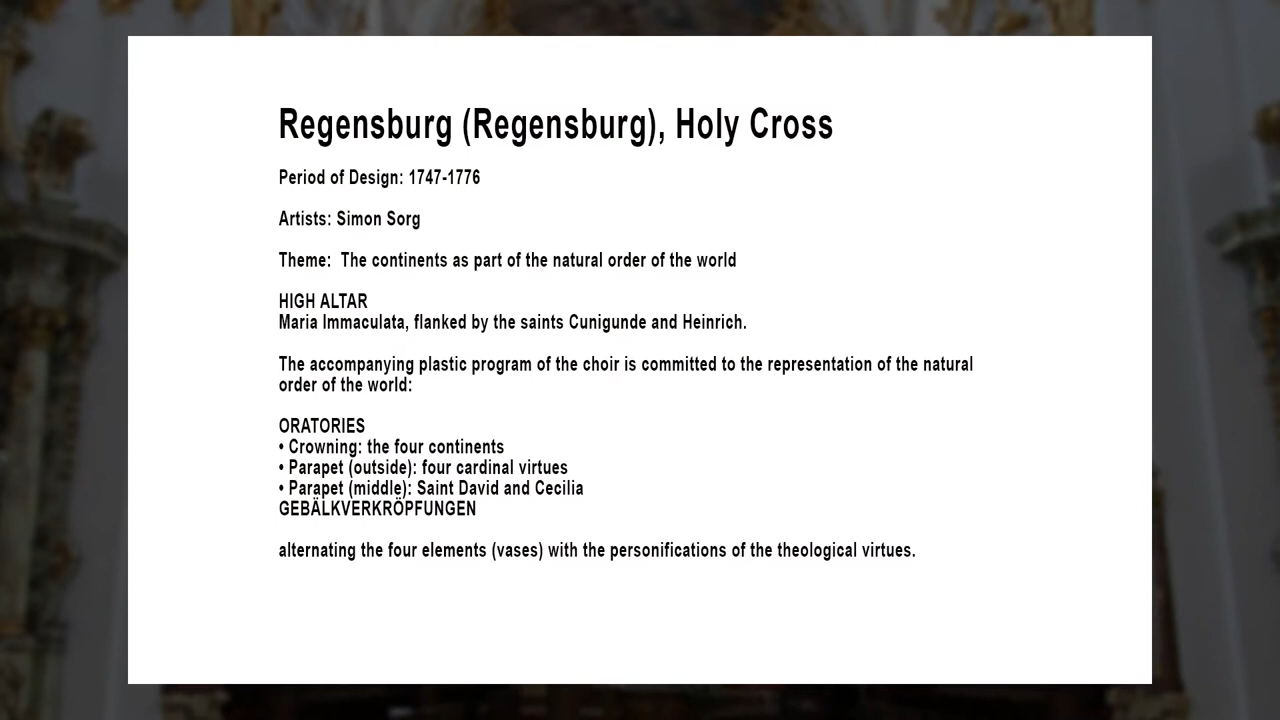 Regensburg (Regensburg), Holy Cross
Period of Design: 1747-1776
Artists: Simon Sorg
Theme:  The continents as part of the natural order of the world
HIGH ALTAR
Maria Immaculata, flanked by the saints Cunigunde and Heinrich.
The accompanying plastic program of the choir is committed to the representation of the natural
order of the world:
ORATORIES
• Crowning: the four continents
• Parapet (outside): four cardinal virtues
• Parapet (middle): Saint David and Cecilia
GEBÄLKVERKRÖPFUNGEN
alternating the four elements (vases) with the personifications of the theological virtues.